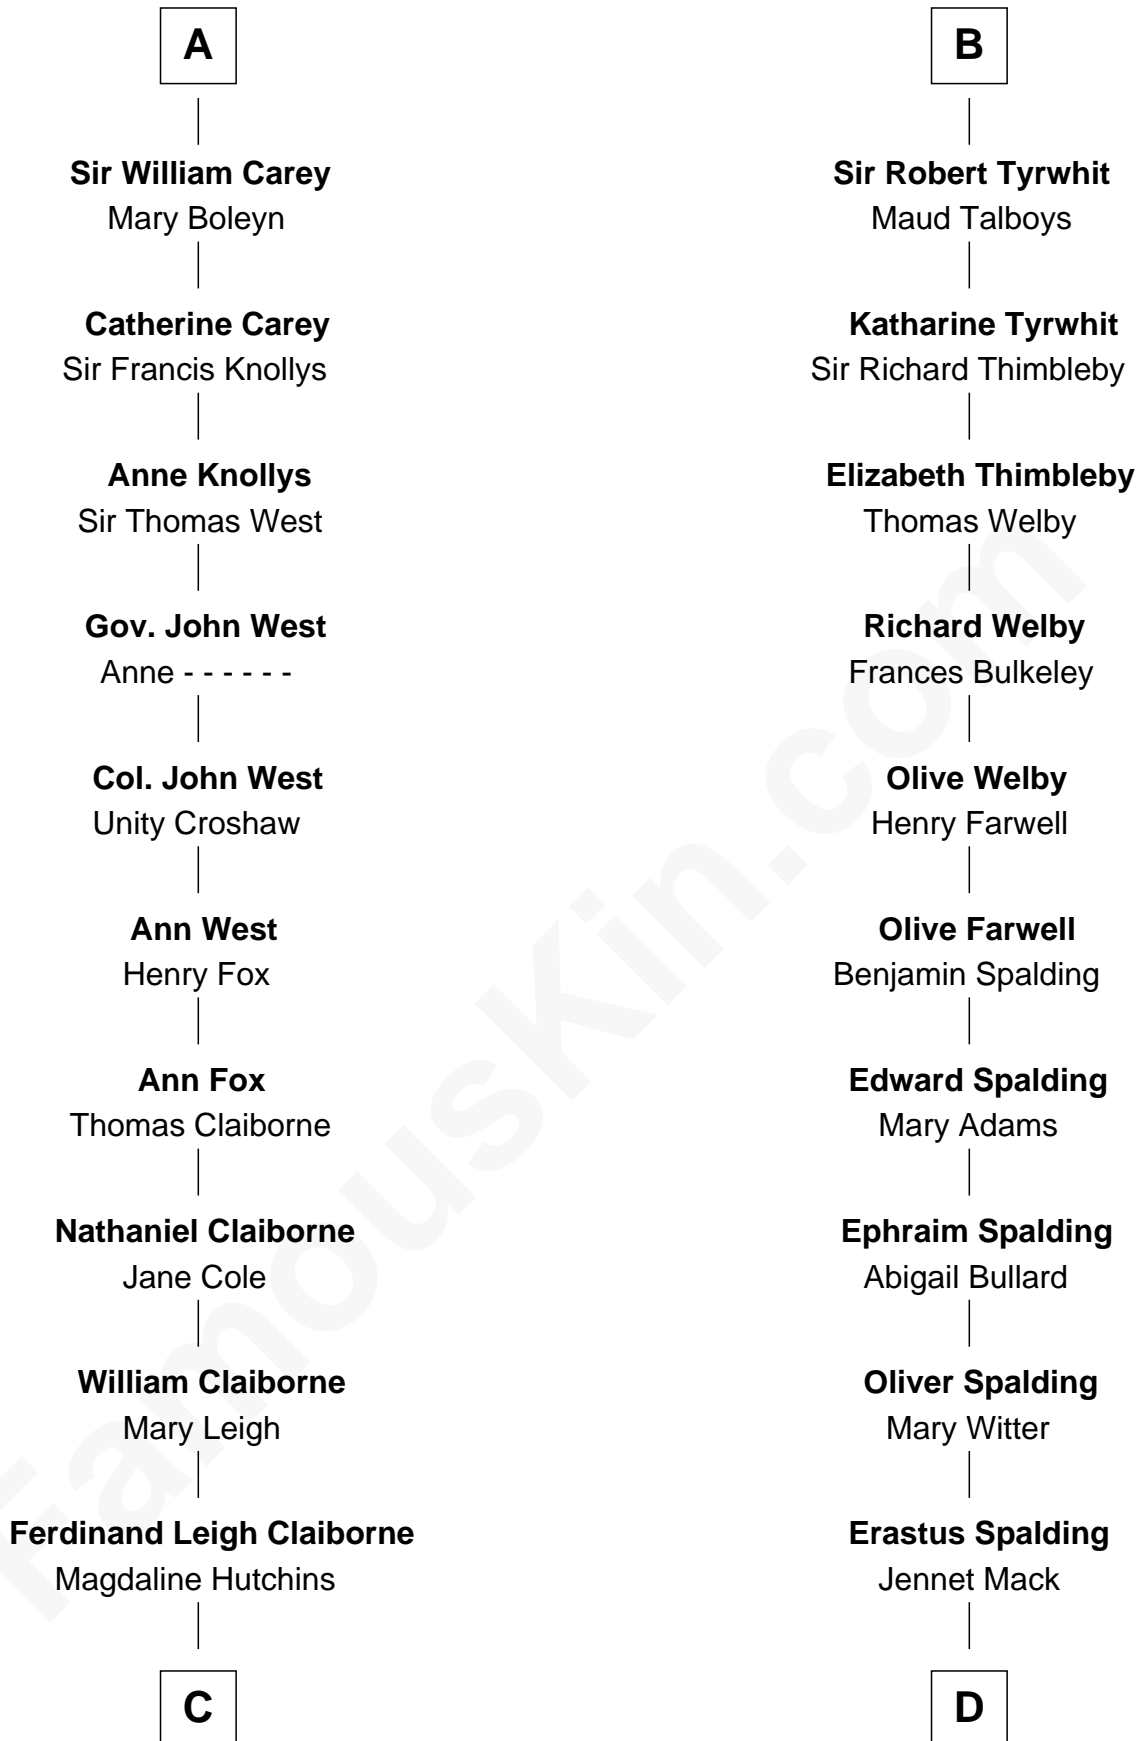 A
Sir William Carey
Mary Boleyn
Catherine Carey
Sir Francis Knollys
Anne Knollys
Sir Thomas West
Gov. John West
Anne - - - - - -
Col. John West
Unity Croshaw
Ann West
Henry Fox
Ann Fox
Thomas Claiborne
Nathaniel Claiborne
Jane Cole
William Claiborne
Mary Leigh
Ferdinand Leigh Claiborne
Magdaline Hutchins
C
B
Sir Robert Tyrwhit
Maud Talboys
Katharine Tyrwhit
Sir Richard Thimbleby
Elizabeth Thimbleby
Thomas Welby
Richard Welby
Frances Bulkeley
Olive Welby
Henry Farwell
Olive Farwell
Benjamin Spalding
Edward Spalding
Mary Adams
Ephraim Spalding
Abigail Bullard
Oliver Spalding
Mary Witter
Erastus Spalding
Jennet Mack
D
FamousKin.com